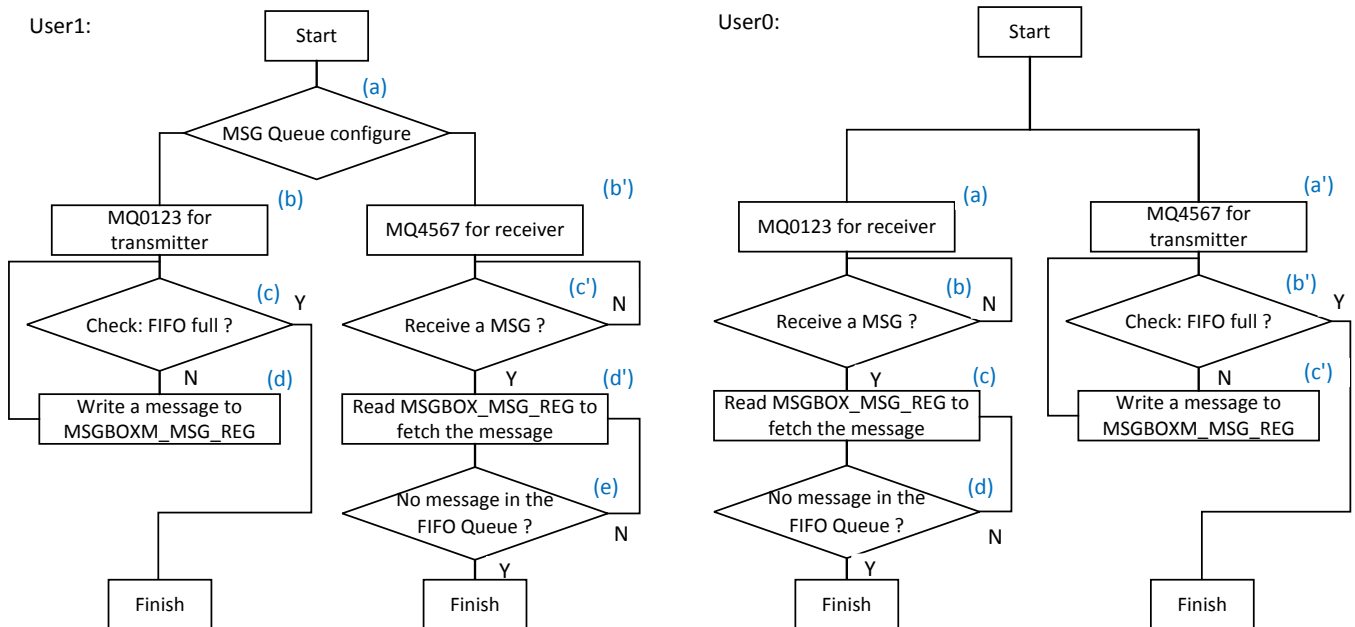 User1:
Start
(a)
MSG Queue configure
(b)
MQ0123 for
transmitter
(c)
Y
Check: FIFO full ?
N
(d)
Write a message to
MSGBOXM_MSG_REG
Finish
(b')
MQ4567 for receiver
(c')
N
Receive a MSG ?
Y
(d')
Read MSGBOX_MSG_REG to
fetch the message
(e)
No message in the
FIFO Queue ?
N
Y
Finish
User0:
Start
(a)
MQ0123 for receiver
(b)
N
Receive a MSG ?
Y
(c)
Read MSGBOX_MSG_REG to
fetch the message
(d)
No message in the
FIFO Queue ?
N
Y
Finish
(a')
MQ4567 for
transmitter
(b')
Y
Check: FIFO full ?
N
(c')
Write a message to
MSGBOXM_MSG_REG
Finish